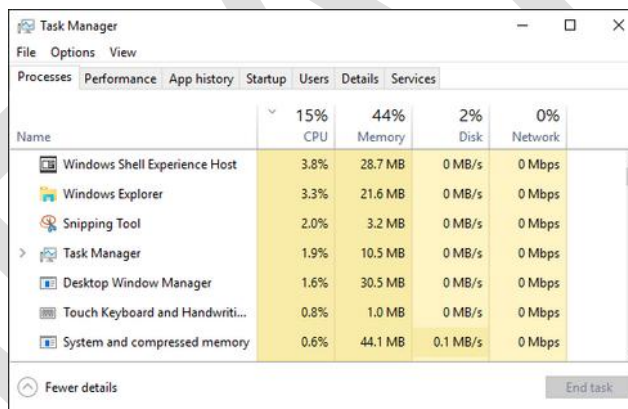 Task Manager
File Options View
Processes Performance App history Startup Users Details Services
15% 44% 2% 0%
Name CPU Memory Disk Network
Windows Shell Experience Host 3.8% 28.7 MB 0 MB/s 0 Mbps
Windows Explorer 3.3% 21.6 MB 0 MB/s 0 Mbps
Snipping Tool 2.0% 3.2 MB 0 MB/s 0 Mbps
Task Manager 1.9% 10.5 MB 0 MB/s 0 Mbps
Desktop Window Manager 1.6% 30.5 MB 0 MB/s 0 Mbps
Touch Keyboard and Handwriti... 0.8% 1.0 MB 0 MB/s 0 Mbps
System and compressed memory 0.6% 44.1 MB 0.1 MB/s 0 Mbps
Fewer details End task